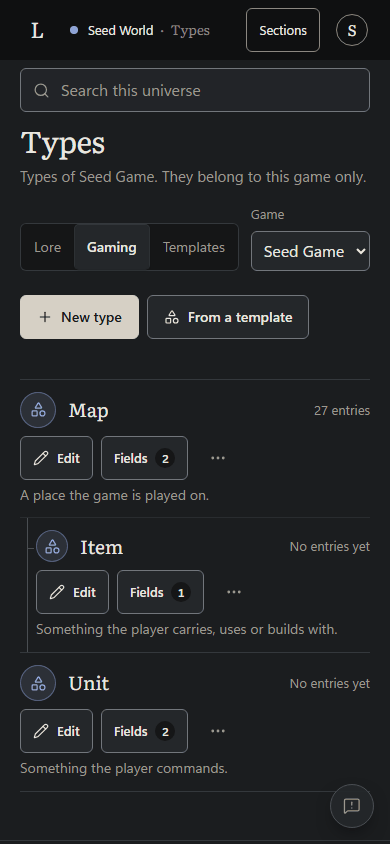 L Seed World · Types Sections S
Search this universe
Types
Types of Seed Game. They belong to this game only.
Game
Lore Gaming Templates Seed Game
New type From a template
Map 27 entries
Edit Fields 2
A place the game is played on.
Item No entries yet
Edit Fields 1
Something the player carries, uses or builds with.
Unit No entries yet
Edit Fields 2
Something the player commands.